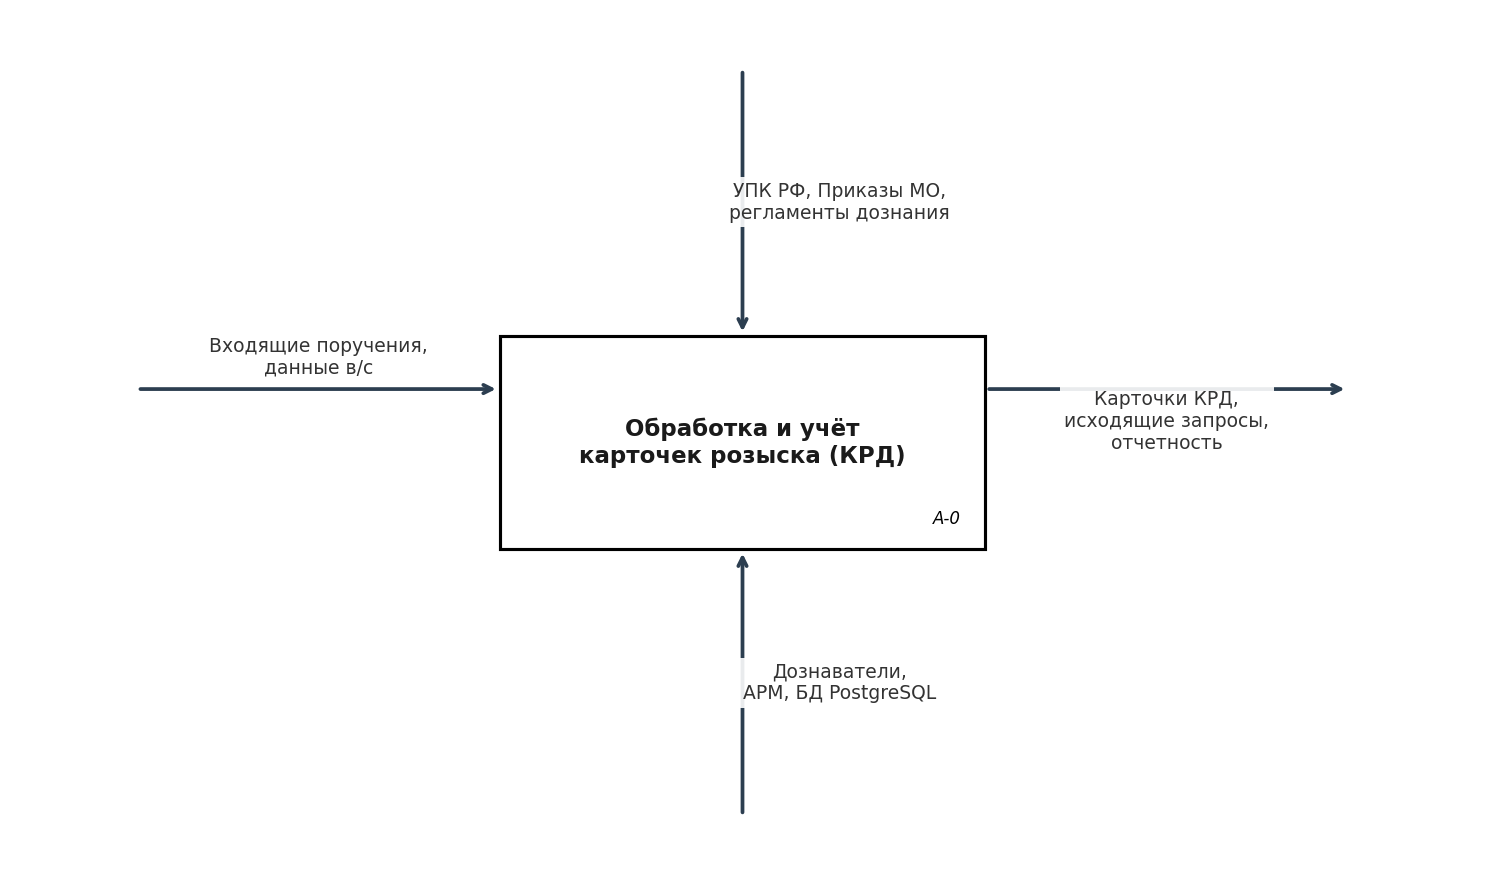 УПК РФ, Приказы МО,
регламенты дознания
Входящие поручения,
данные в/с
Карточки КРД,
исходящие запросы,
отчетность
Обработка и учёт
карточек розыска (КРД)
A-0
Дознаватели,
АРМ, БД PostgreSQL